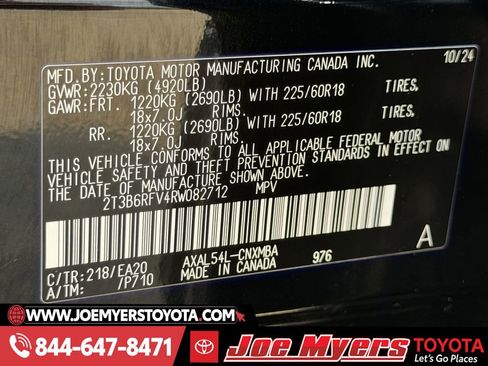 MFD.BY:TOYOTA MOTOR MANUFACTURING CANADA INC. 10/24
GVWR:2230KG (4920LB)
GAWR:FRT. 1220KG (2690LB) WITH 225/60R18 TIRES,
18x7.0J RIMS.
RR. 1220KG (2690LB) WITH 225/60R18 TIRES,
18x7.0J RIMS.
THIS VEHICLE CONFORMS TO ALL APPLICABLE FEDERAL MOTOR
VEHICLE SAFETY AND THEFT PREVENTION STANDARDS IN EFFECT ON
THE DATE OF MANUFACTURE SHOWN ABOVE.
2T3B6RFV4RW082712 MPV
C/TR:218/EA20 AXAL54L-CNXMBA 976 A
A/TM: /P710 MADE IN CANADA
WWW.JOEMYERSTOYOTA.COM
844-647-8471 Joe Myers TOYOTA
Let's Go Places